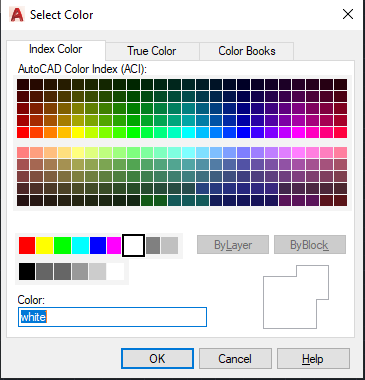 Select Color
Index Color
True Color
Color Books
AutoCAD Color Index (ACI):
ByLayer
ByBlock
Color:
white
OK
Cancel
Help